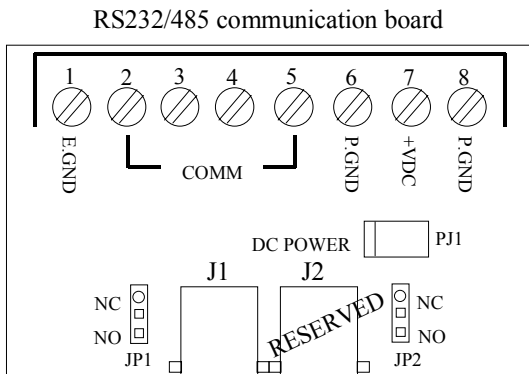 RS232/485 communication board
1 2 3 4 5 6 7 8
E.GND COMM P.GND +VDC P.GND
DC POWER PJ1
J1 J2
RESERVED
NC NC
NO NO
JP1 JP2